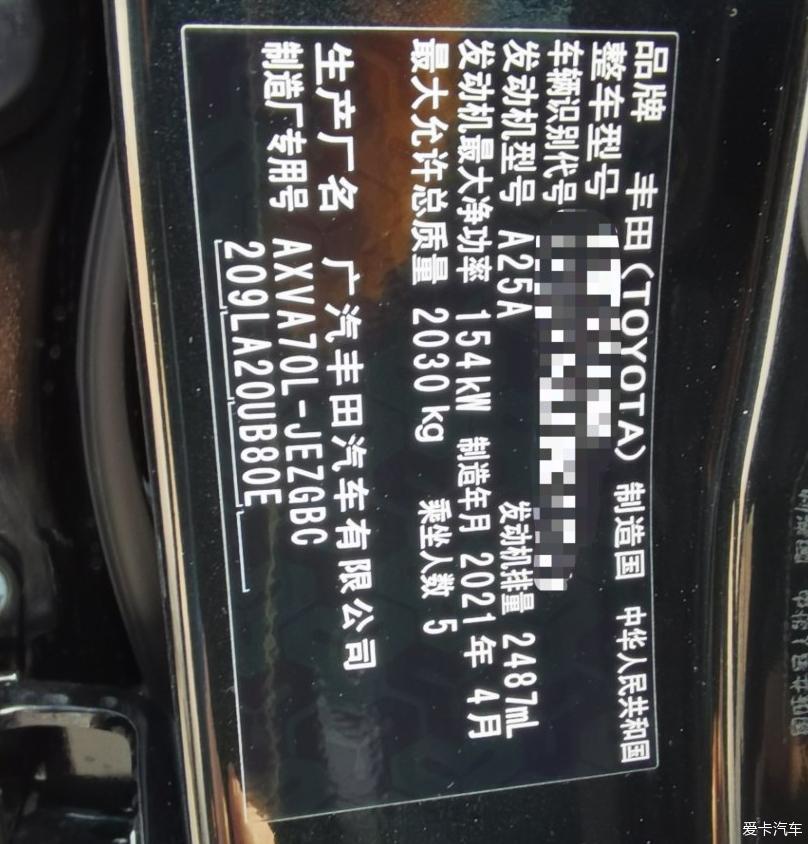 品牌 丰田(TOYOTA) 制造国 中华人民共和国
整车型号
车辆识别代号
发动机型号 A25A 发动机排量 2487mL
发动机最大净功率 154kW 制造年月 2021年4月
最大允许总质量 2030kg 乘坐人数 5
生产厂名 广汽丰田汽车有限公司
制造厂专用号 AXVA70L-JEZGBC
209LA20UB80E
爱卡汽车